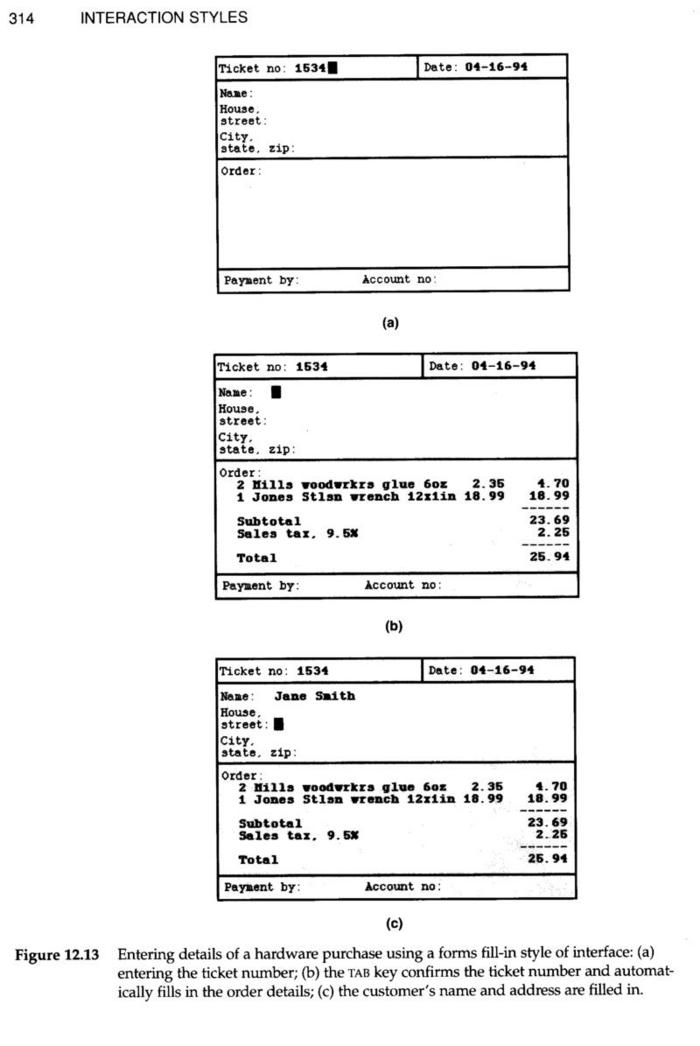 314 INTERACTION STYLES
Ticket no: 1534 Date: 04-16-94
Name:
House,
street:
City,
state, zip:
Order:
Payment by: Account no:
(a)
Ticket no: 1534 Date: 04-16-94
Name:
House,
street:
City,
state, zip:
Order:
2 Hills woodwrkrs glue 6oz 2.35 4.70
1 Jones Stlsn wrench 12x1in 18.99 18.99
------
Subtotal 23.69
Sales tax, 9.5% 2.25
------
Total 25.94
Payment by: Account no:
(b)
Ticket no: 1534 Date: 04-16-94
Name: Jane Smith
House,
street:
City,
state, zip:
Order:
2 Hills woodwrkrs glue 6oz 2.35 4.70
1 Jones Stlsn wrench 12x1in 18.99 18.99
------
Subtotal 23.69
Sales tax, 9.5% 2.25
------
Total 25.94
Payment by: Account no:
(c)
Figure 12.13 Entering details of a hardware purchase using a forms fill-in style of interface: (a)
entering the ticket number; (b) the TAB key confirms the ticket number and automat-
ically fills in the order details; (c) the customer's name and address are filled in.